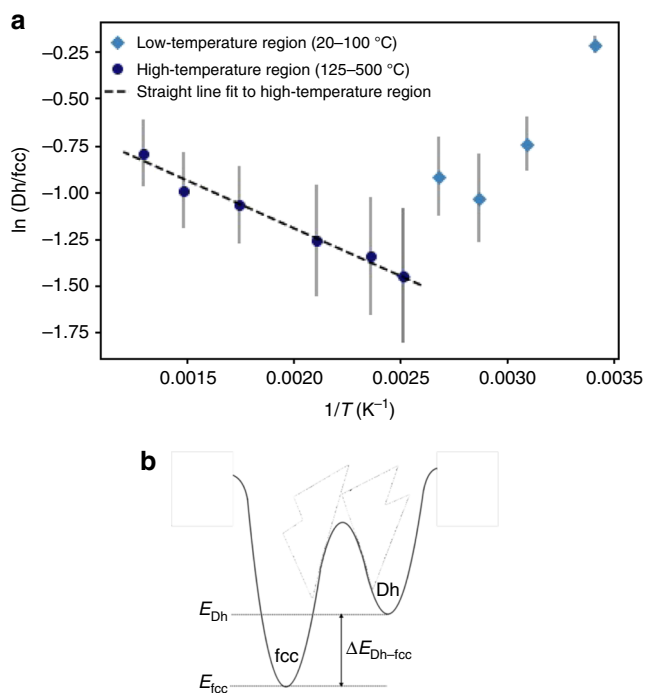 a
Low-temperature region (20–100 °C)
High-temperature region (125–500 °C)
Straight line fit to high-temperature region
ln (Dh/fcc)
−0.25
−0.50
−0.75
−1.00
−1.25
−1.50
−1.75
0.0015 0.0020 0.0025 0.0030 0.0035
1/T (K⁻¹)
b
Dh
E_Dh
fcc
ΔE_Dh–fcc
E_fcc